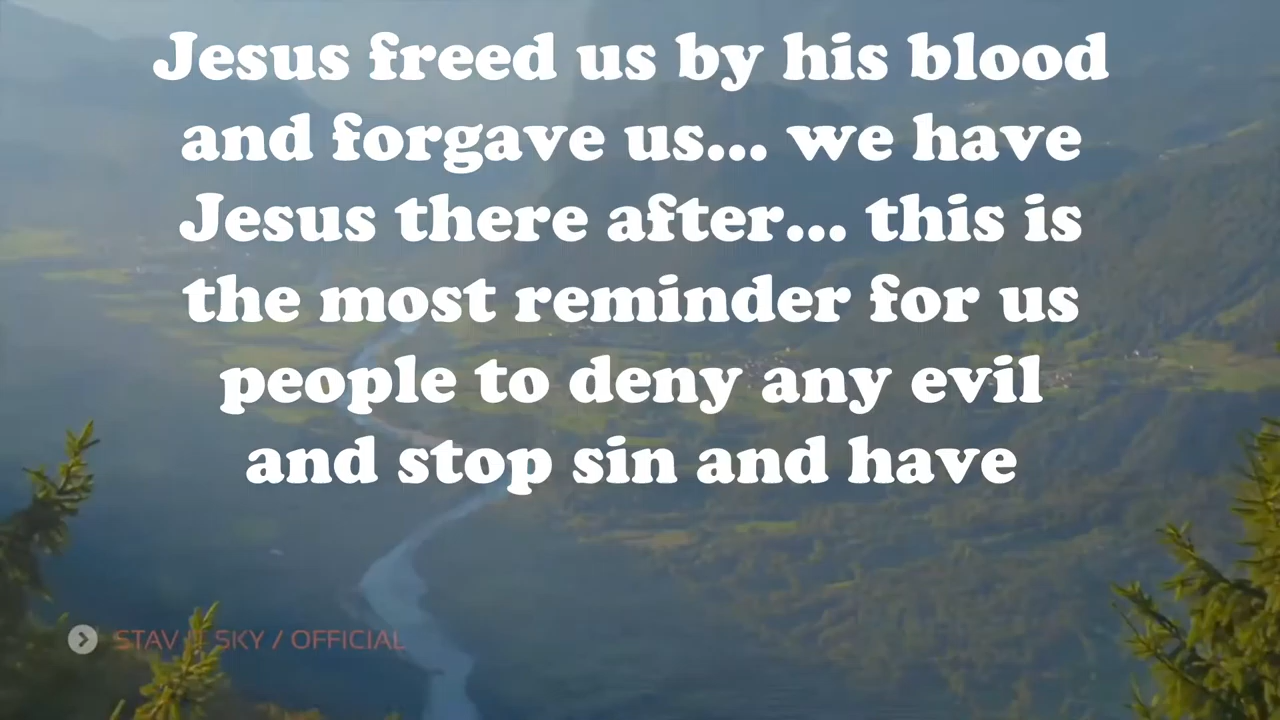 Jesus freed us by his blood
and forgave us... we have
Jesus there after... this is
the most reminder for us
people to deny any evil
and stop sin and have
SKY / OFFICIAL